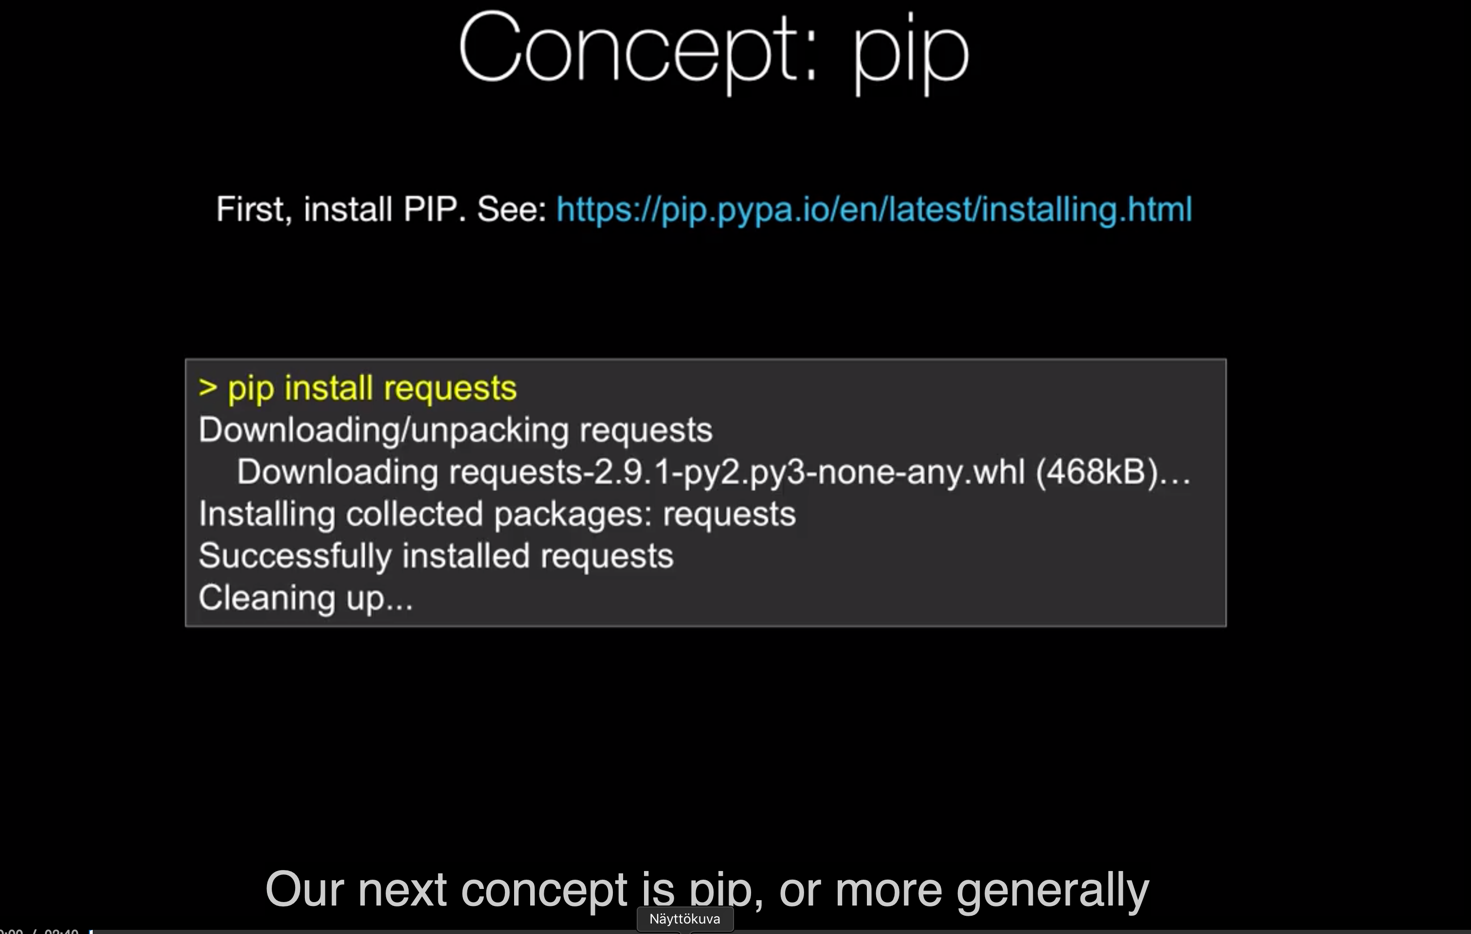 Concept: pip
First, install PIP. See: https://pip.pypa.io/en/latest/installing.html
> pip install requests
Downloading/unpacking requests
Downloading requests-2.9.1-py2.py3-none-any.whl (468kB)…
Installing collected packages: requests
Successfully installed requests
Cleaning up...
Our next concept is pip, or more generally
Näyttökuva